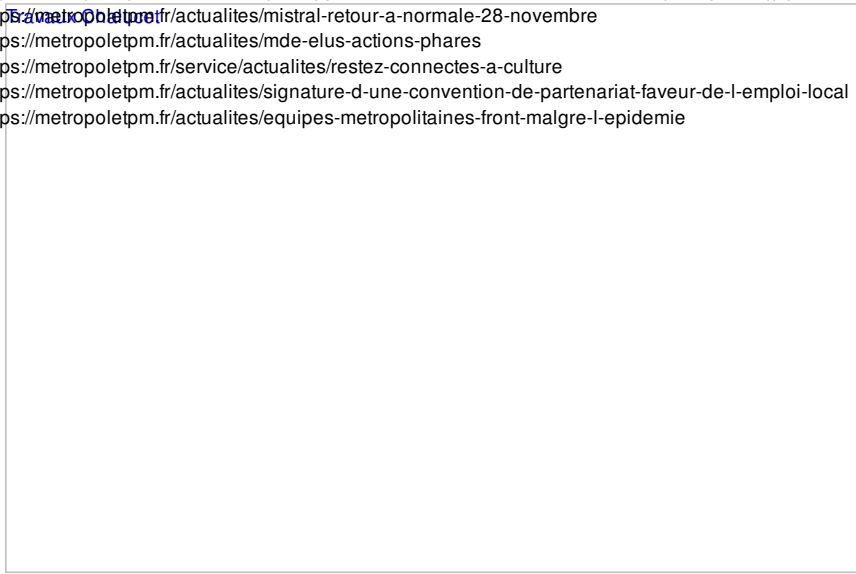 Travaux Chalucet
ps://metropoletpm.fr/actualites/mistral-retour-a-normale-28-novembre
ps://metropoletpm.fr/actualites/mde-elus-actions-phares
ps://metropoletpm.fr/service/actualites/restez-connectes-a-culture
ps://metropoletpm.fr/actualites/signature-d-une-convention-de-partenariat-faveur-de-l-emploi-local
ps://metropoletpm.fr/actualites/equipes-metropolitaines-front-malgre-l-epidemie